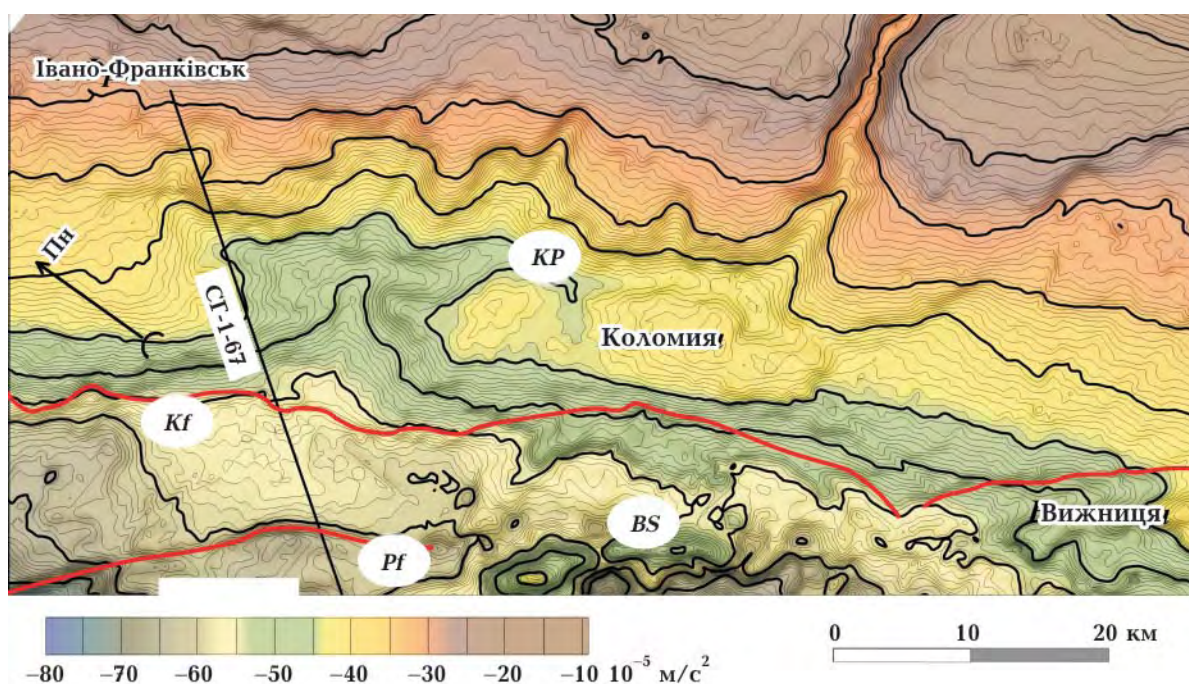 Івано-Франківськ
Пн
СГ-1-67
КР
Коломия
Kf
BS
Вижниця
Pf
–80 –70 –60 –50 –40 –30 –20 –10 10⁻⁵ м/с²
0 10 20 км